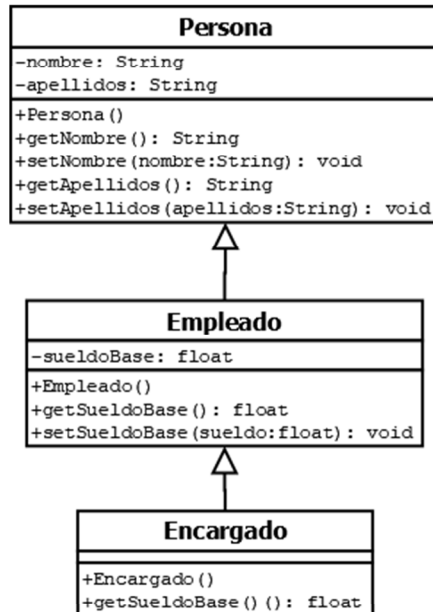 Persona
-nombre: String
-apellidos: String
+Persona()
+getNombre(): String
+setNombre(nombre:String): void
+getApellidos(): String
+setApellidos(apellidos:String): void
Empleado
-sueldoBase: float
+Empleado()
+getSueldoBase(): float
+setSueldoBase(sueldo:float): void
Encargado
+Encargado()
+getSueldoBase()(): float